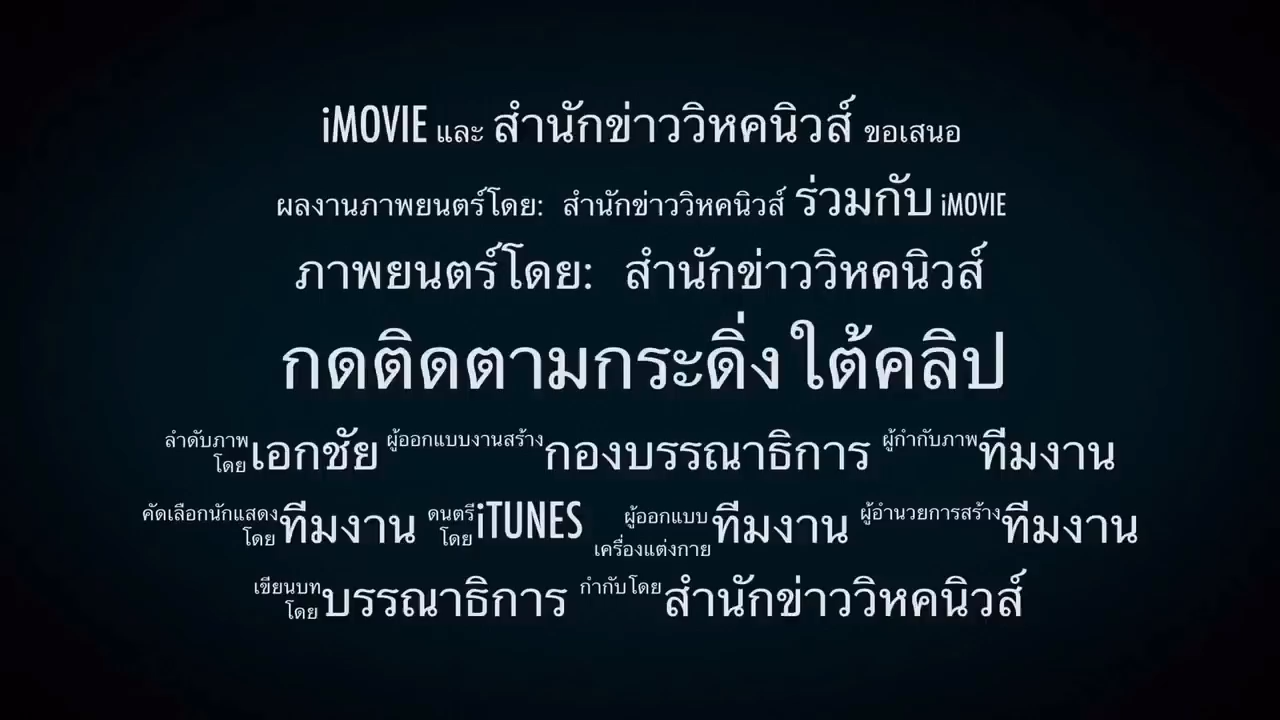 iMOVIE และ สำนักข่าววิหคนิวส์ ขอเสนอ
ผลงานภาพยนตร์โดย: สำนักข่าววิหคนิวส์ ร่วมกับ iMOVIE
ภาพยนตร์โดย: สำนักข่าววิหคนิวส์
กดติดตามกระดิ่ง ใต้คลิป
ลำดับภาพโดย เอกชัย ผู้ออกแบบงานสร้าง กองบรรณาธิการ ผู้กำกับภาพ ทีมงาน
คัดเลือกนักแสดงโดย ทีมงาน ดนตรีโดย iTUNES ผู้ออกแบบเครื่องแต่งกาย ทีมงาน ผู้อำนวยการสร้าง ทีมงาน
เขียนบทโดย บรรณาธิการ กำกับโดย สำนักข่าววิหคนิวส์